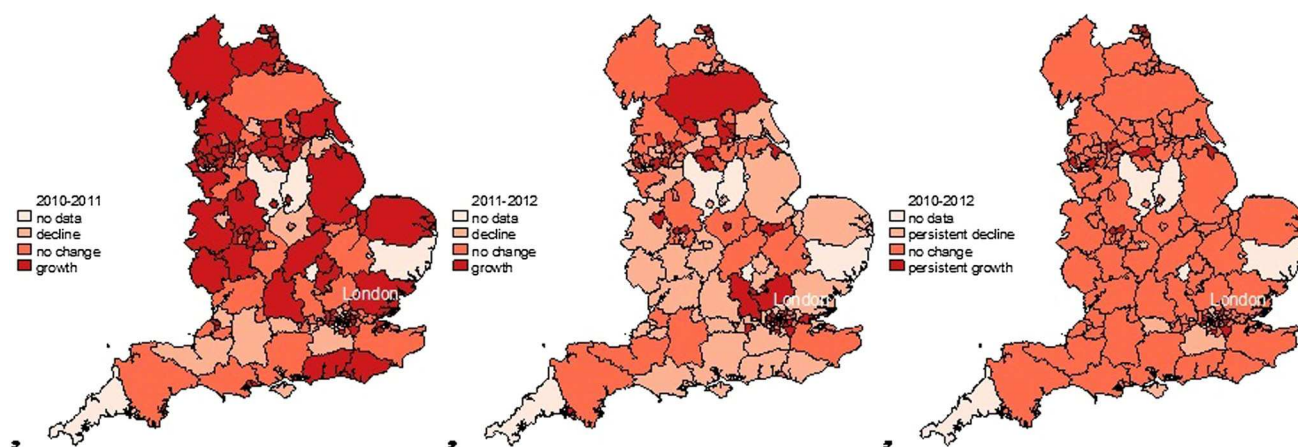 2010-2011
no data
decline
no change
growth
London
2011-2012
no data
decline
no change
growth
London
2010-2012
no data
persistent decline
no change
persistent growth
London